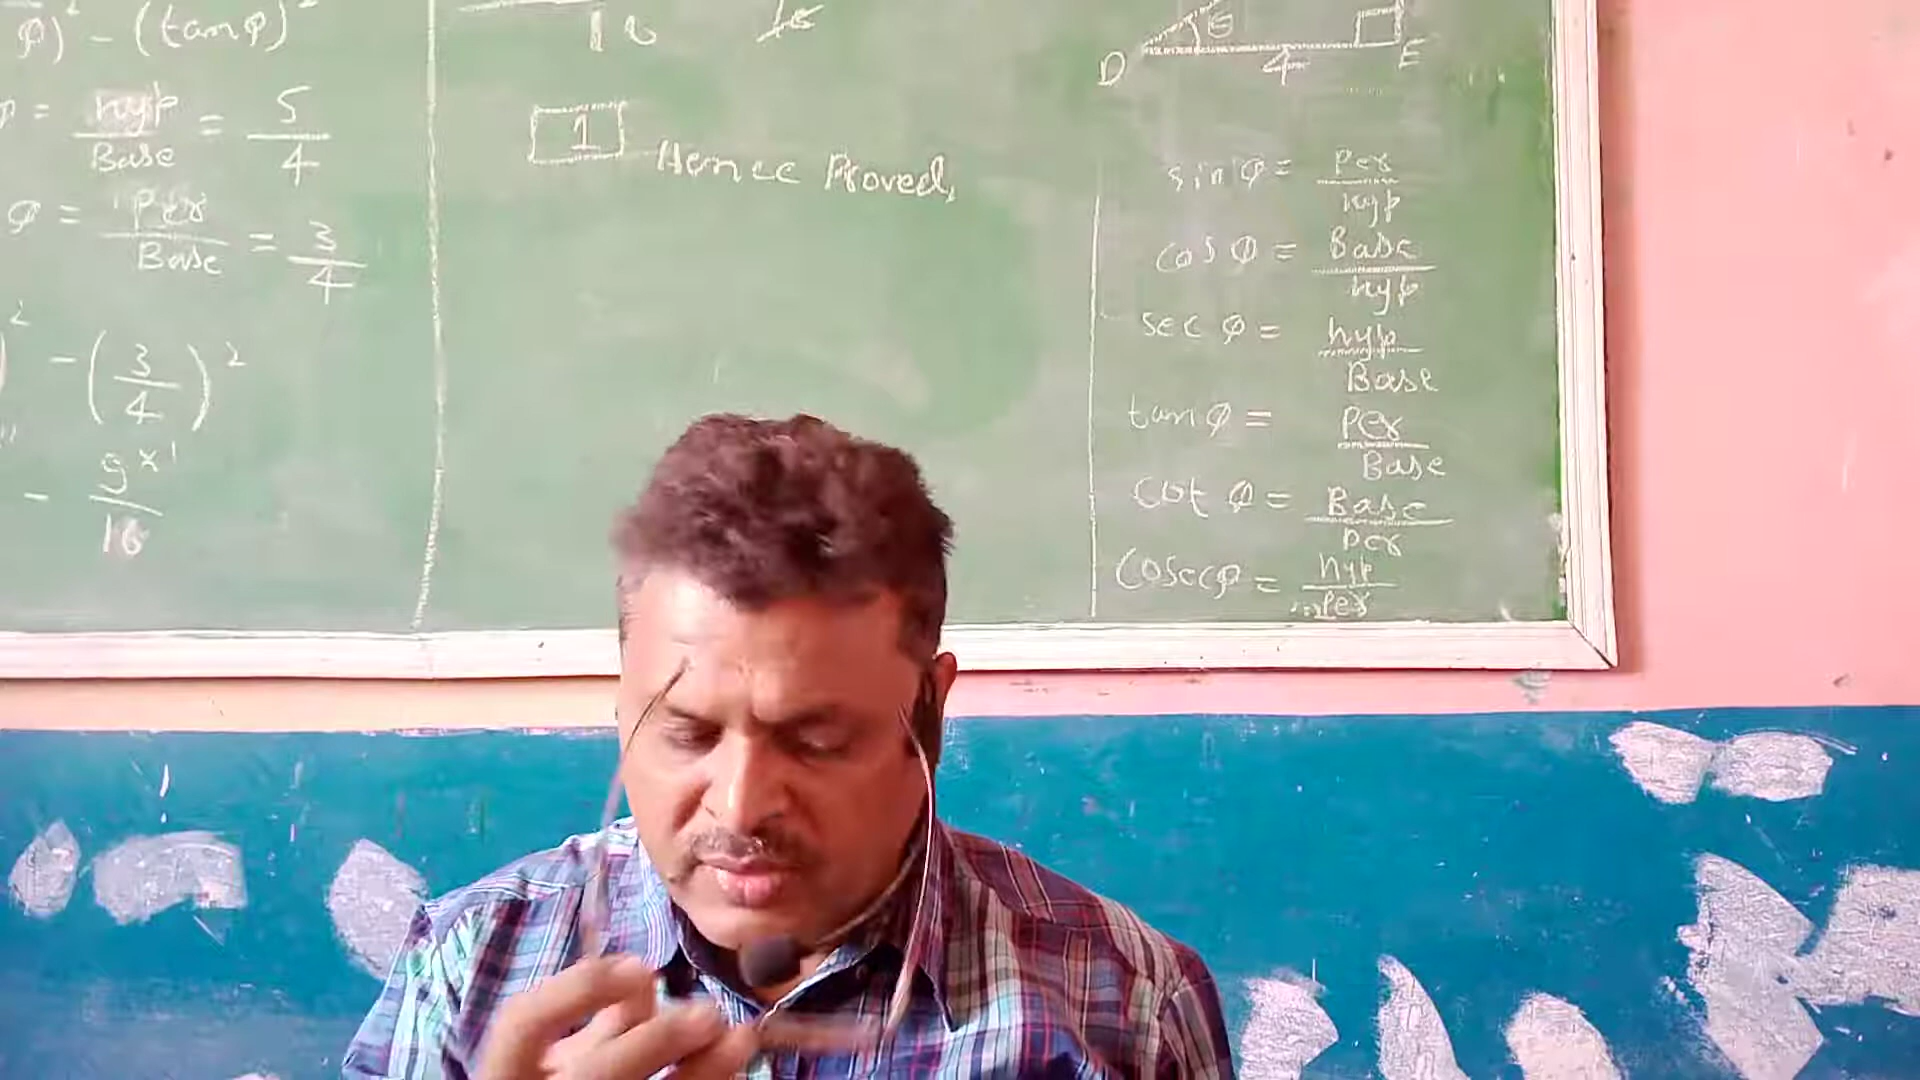 φ)² - (tanφ)²
φ = hyp/Base = 5/4
φ = Per/Base = 3/4
)² - (3/4)²
- 9×1/16
16
1 Hence Proved,
D θ 4 E
sin φ = Per/hyp
cos φ = Base/hyp
sec φ = hyp/Base
tan φ = Per/Base
cot φ = Base/per
Cosecφ = hyp/Per